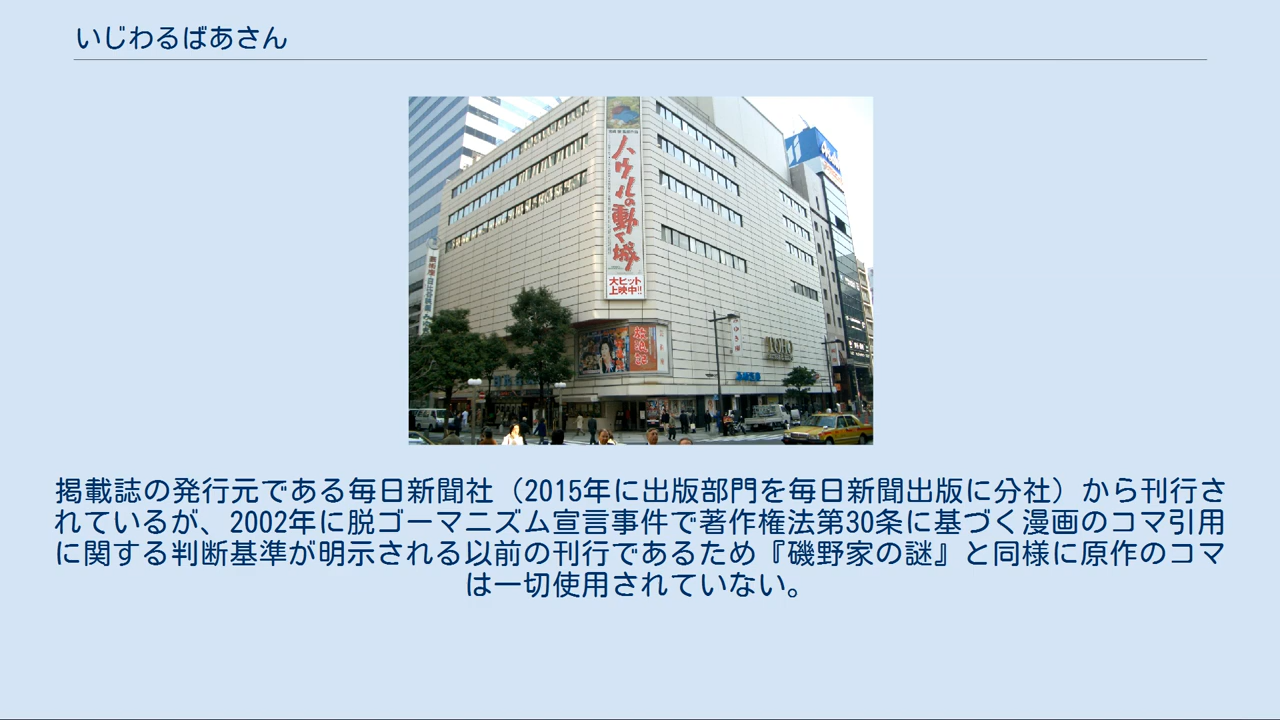 いじわるばあさん
ハウルの動く城
大ヒット
上映中!!
放浪記
TOHO
掲載誌の発行元である毎日新聞社（2015年に出版部門を毎日新聞出版に分社）から刊行さ
れているが、2002年に脱ゴーマニズム宣言事件で著作権法第30条に基づく漫画のコマ引用
に関する判断基準が明示される以前の刊行であるため『磯野家の謎』と同様に原作のコマ
は一切使用されていない。